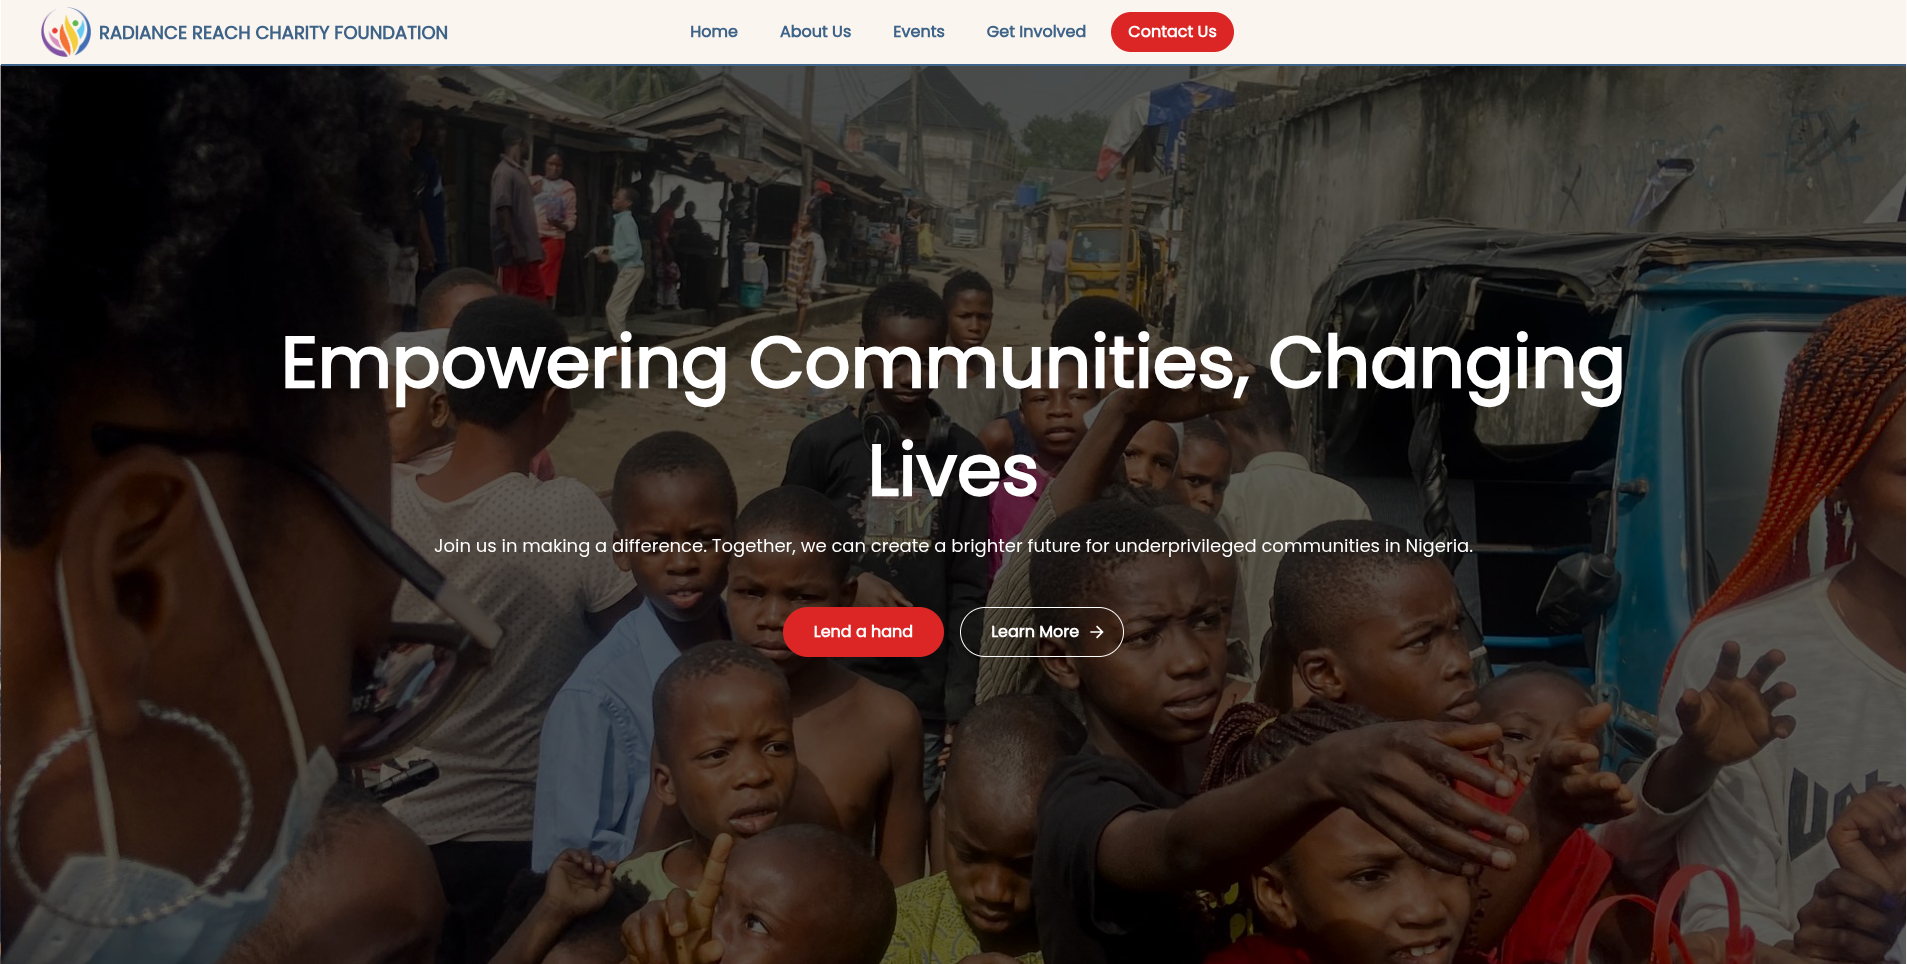 RADIANCE REACH CHARITY FOUNDATION
Home
About Us
Events
Get Involved
Contact Us
Empowering Communities, Changing
Lives
Join us in making a difference. Together, we can create a brighter future for underprivileged communities in Nigeria.
Lend a hand
Learn More
MTV